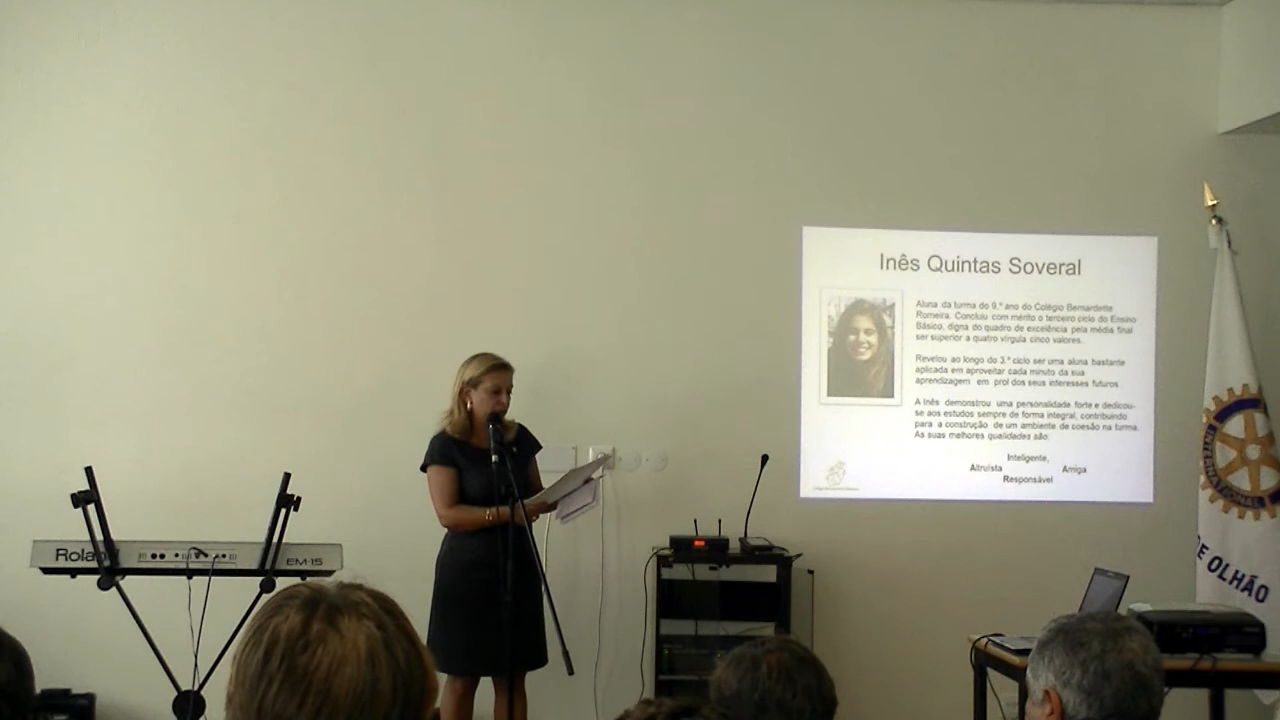 Inês Quintas Soveral
Aluna da turma do 9.º ano do Colégio Bernardette
Romeira. Concluiu com mérito o terceiro ciclo do Ensino
Básico, digna do quadro de excelência pela média final
ser superior a quatro vírgula cinco valores.
Revelou ao longo do 3.º ciclo ser uma aluna bastante
aplicada em aproveitar cada minuto da sua
aprendizagem em prol dos seus interesses futuros
A Inês demonstrou uma personalidade forte e dedicou-
se aos estudos sempre de forma integral, contribuindo
para a construção de um ambiente de coesão na turma.
As suas melhores qualidades são:
Inteligente,
Altruísta Amiga
Responsável
Roland
EM-15
INTERNATIONAL
DE OLHÃO